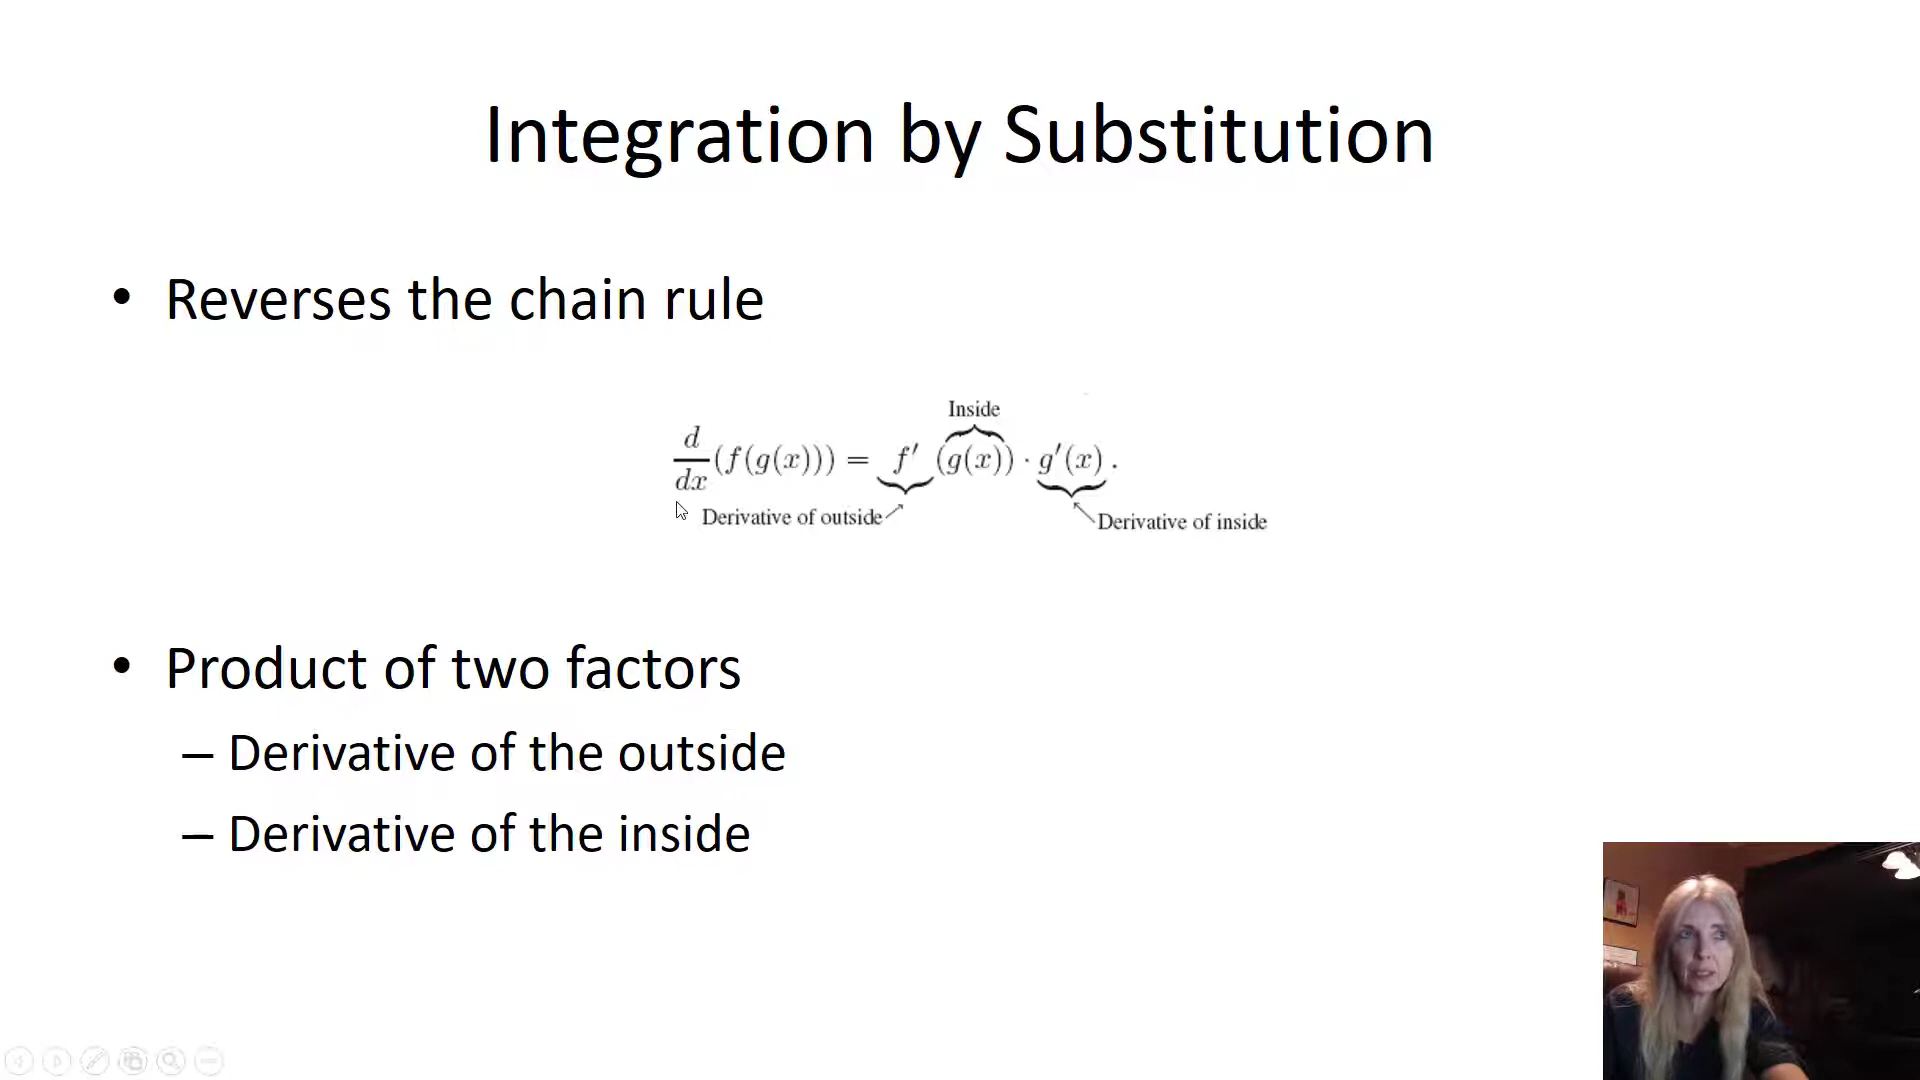 Integration by Substitution
• Reverses the chain rule
Inside
d/dx (f(g(x))) = f′ (g(x)) · g′(x) .
Derivative of outside
Derivative of inside
• Product of two factors
– Derivative of the outside
– Derivative of the inside